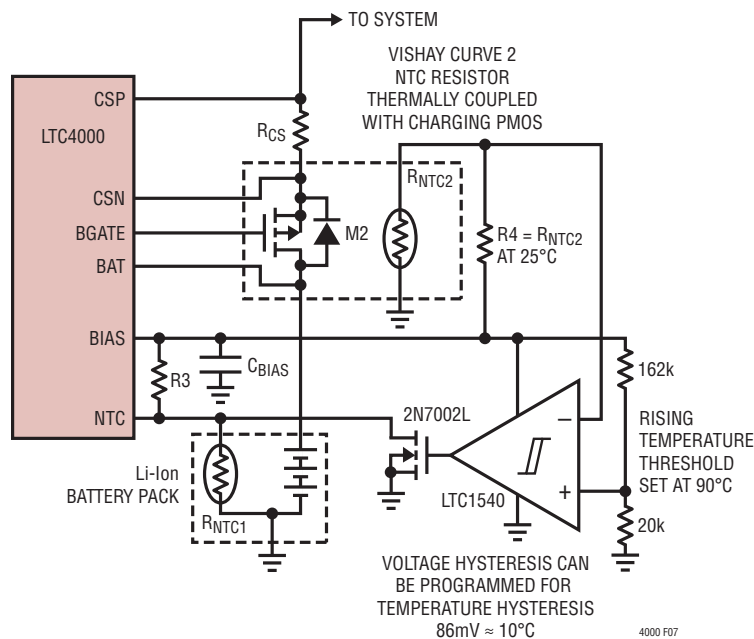 TO SYSTEM
VISHAY CURVE 2
NTC RESISTOR
THERMALLY COUPLED
WITH CHARGING PMOS
LTC4000
CSP
RCS
CSN
BGATE
BAT
M2
RNTC2
R4 = RNTC2
AT 25°C
BIAS
R3
CBIAS
NTC
162k
2N7002L
–
+
LTC1540
RISING
TEMPERATURE
THRESHOLD
SET AT 90°C
20k
Li-Ion
BATTERY PACK
RNTC1
VOLTAGE HYSTERESIS CAN
BE PROGRAMMED FOR
TEMPERATURE HYSTERESIS
86mV ≈ 10°C
4000 F07